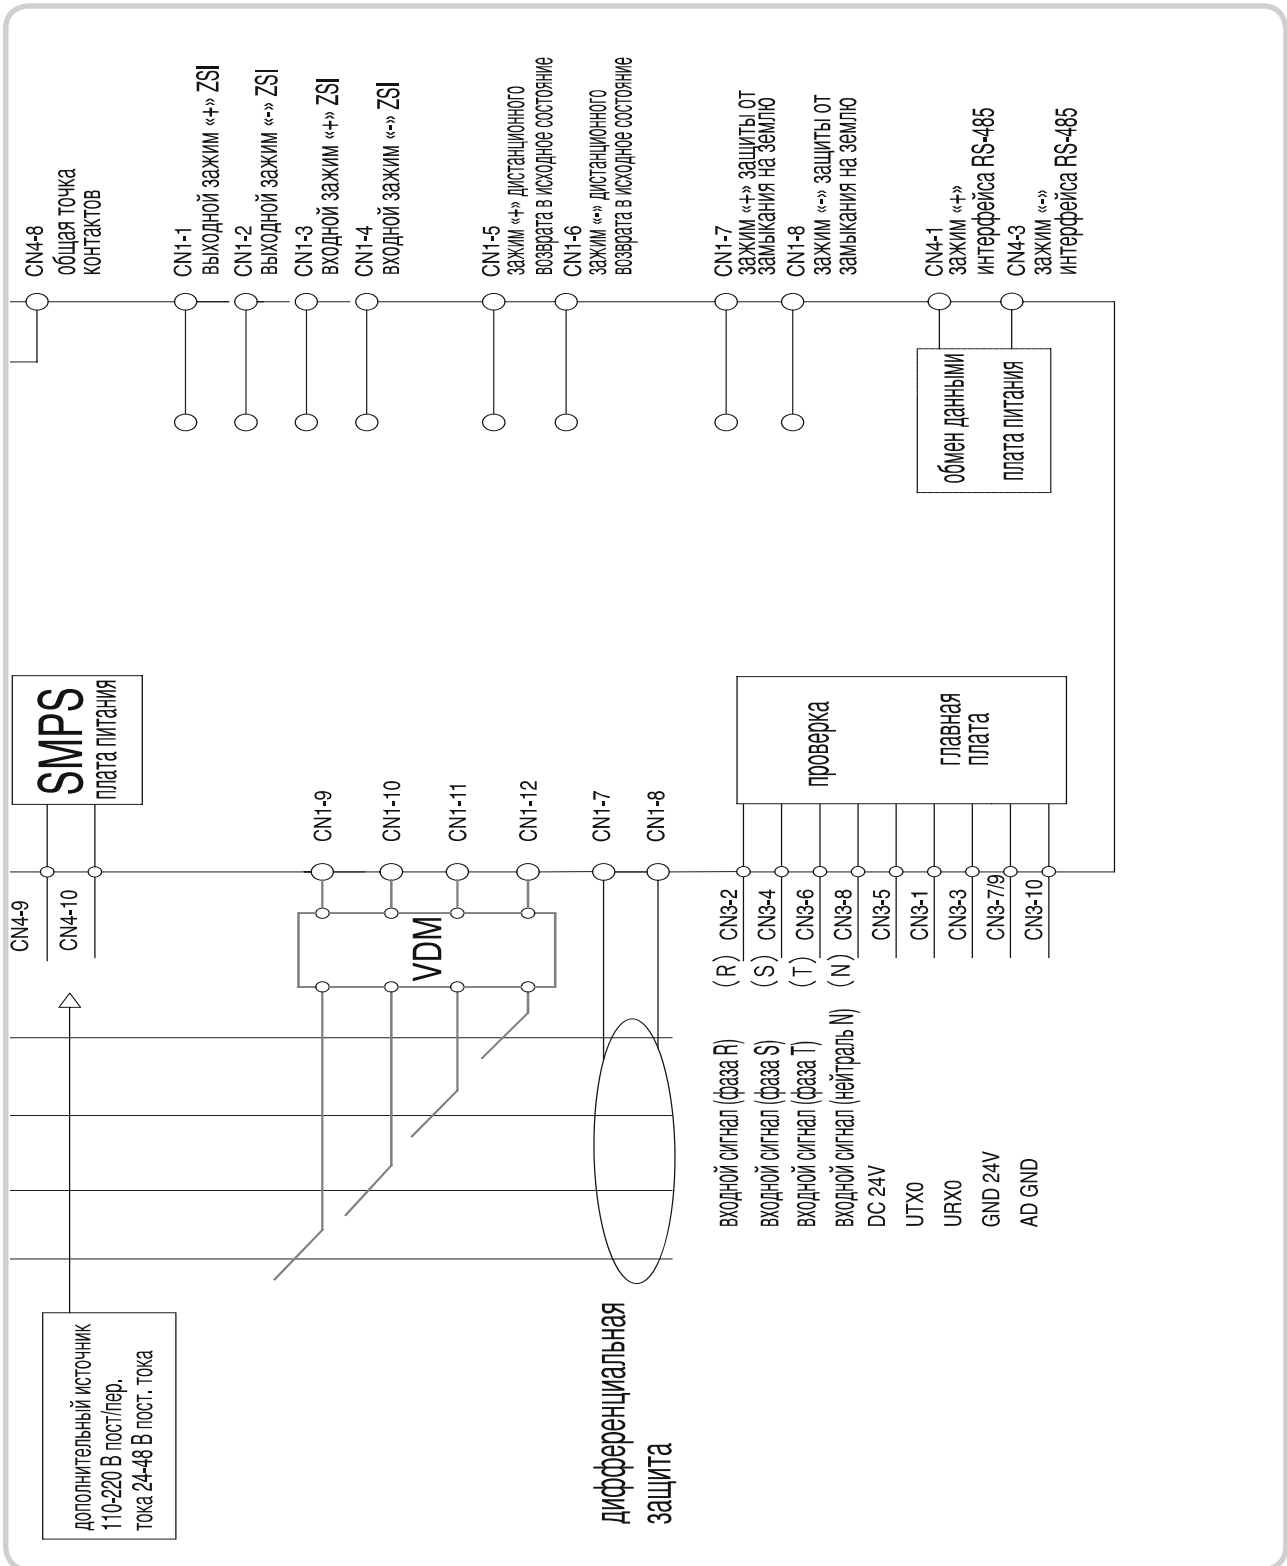 CN4-8
общая точка
контактов
CN1-1
выходной зажим «+» ZSI
CN1-2
выходной зажим «-» ZSI
CN1-3
входной зажим «+» ZSI
CN1-4
входной зажим «-» ZSI
CN1-5
зажим «+» дистанционного
возврата в исходное состояние
CN1-6
зажим «-» дистанционного
возврата в исходное состояние
CN1-7
зажим «+» защиты от
замыкания на землю
CN1-8
зажим «-» защиты от
замыкания на землю
CN4-1
зажим «+»
интерфейса RS-485
CN4-3
зажим «-»
интерфейса RS-485
обмен данными
плата питания
SMPS
плата питания
проверка
главная
плата
CN1-9
CN1-10
CN1-11
CN1-12
CN1-7
CN1-8
CN4-9
CN4-10
VDM
(R) CN3-2
(S) CN3-4
(T) CN3-6
(N) CN3-8
CN3-5
CN3-1
CN3-3
CN3-7/9
CN3-10
входной сигнал (фаза R)
входной сигнал (фаза S)
входной сигнал (фаза T)
входной сигнал (нейтраль N)
DC 24V
UTX0
URX0
GND 24V
AD GND
дополнительный источник
110-220 В пост/пер.
тока 24-48 В пост. тока
дифференциальная
защита